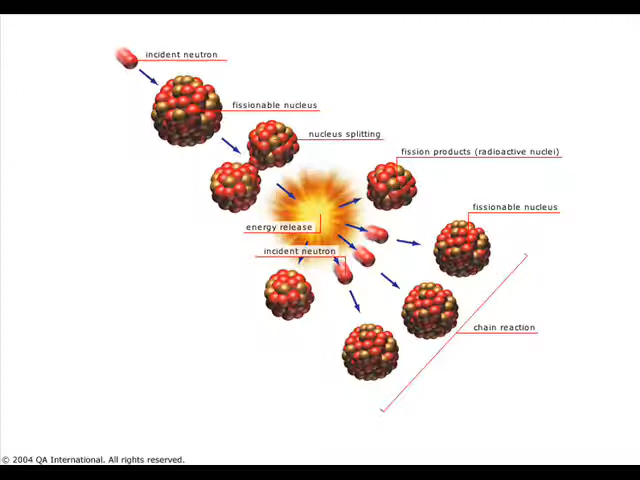 incident neutron
fissionable nucleus
nucleus splitting
fission products (radioactive nuclei)
fissionable nucleus
energy release
incident neutron
chain reaction
© 2004 QA International. All rights reserved.